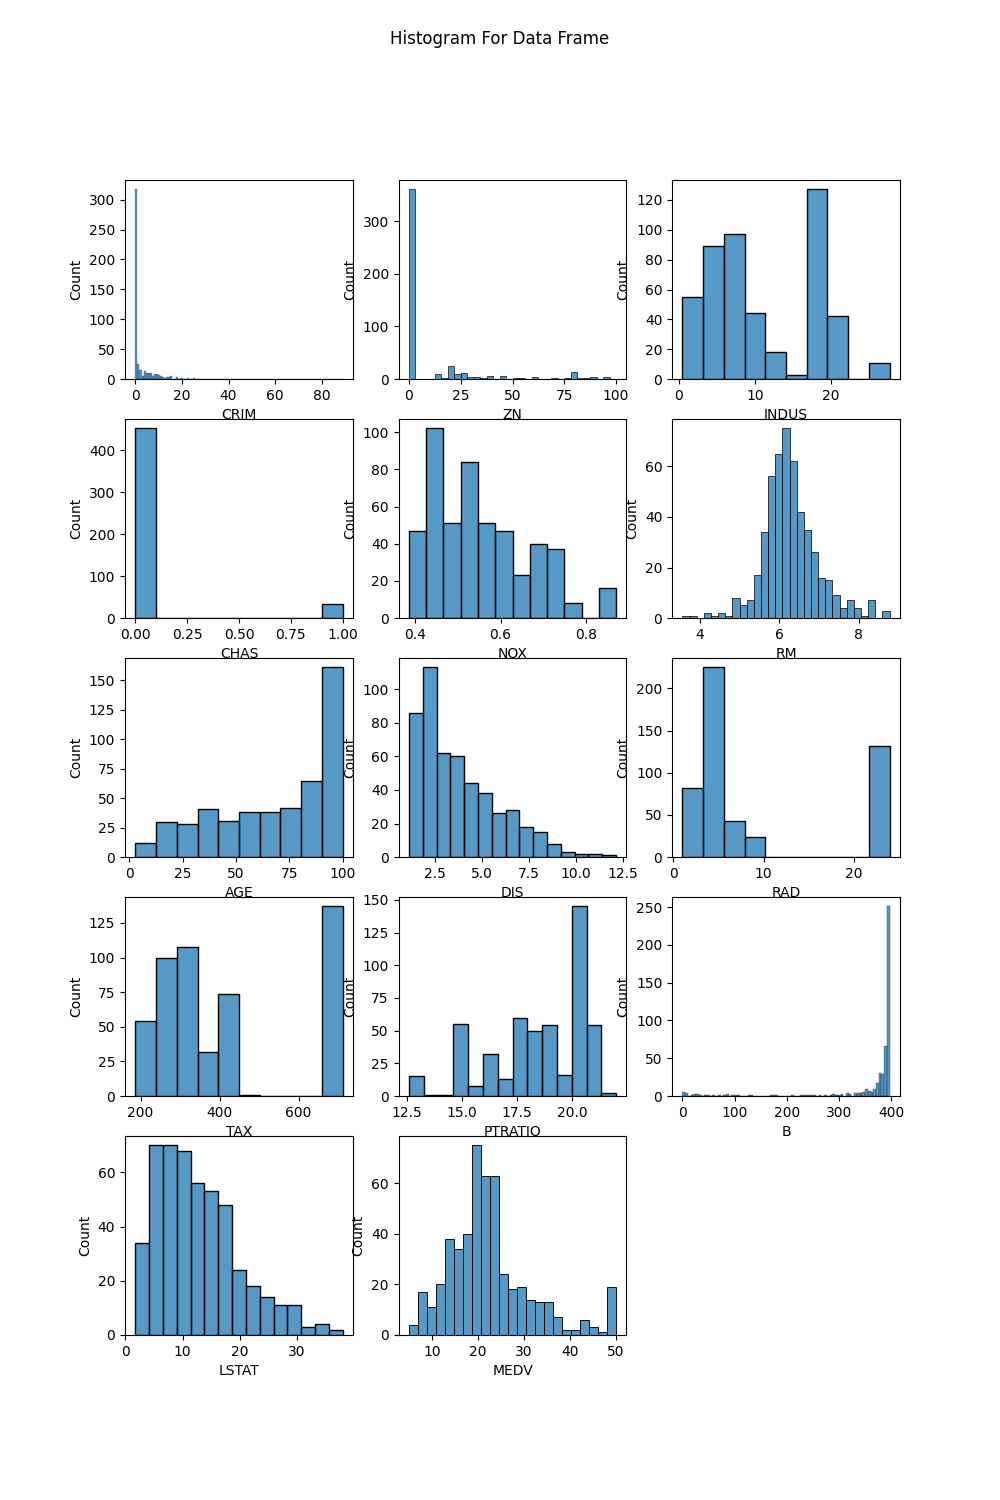 Histogram For Data Frame
Count
300
250
200
150
100
50
0
0 20 40 60 80
CRIM
Count
300
200
100
0
0 25 50 75 100
ZN
Count
120
100
80
60
40
20
0
0 10 20
INDUS
Count
400
300
200
100
0
0.00 0.25 0.50 0.75 1.00
CHAS
Count
100
80
60
40
20
0
0.4 0.6 0.8
NOX
Count
60
40
20
0
4 6 8
RM
Count
150
125
100
75
50
25
0
0 25 50 75 100
AGE
Count
100
80
60
40
20
0
2.5 5.0 7.5 10.0 12.5
DIS
Count
200
150
100
50
0
0 10 20
RAD
Count
125
100
75
50
25
0
200 400 600
TAX
Count
150
125
100
75
50
25
0
12.5 15.0 17.5 20.0
PTRATIO
Count
250
200
150
100
50
0
0 100 200 300 400
B
Count
60
40
20
0
0 10 20 30
LSTAT
Count
60
40
20
0
10 20 30 40 50
MEDV